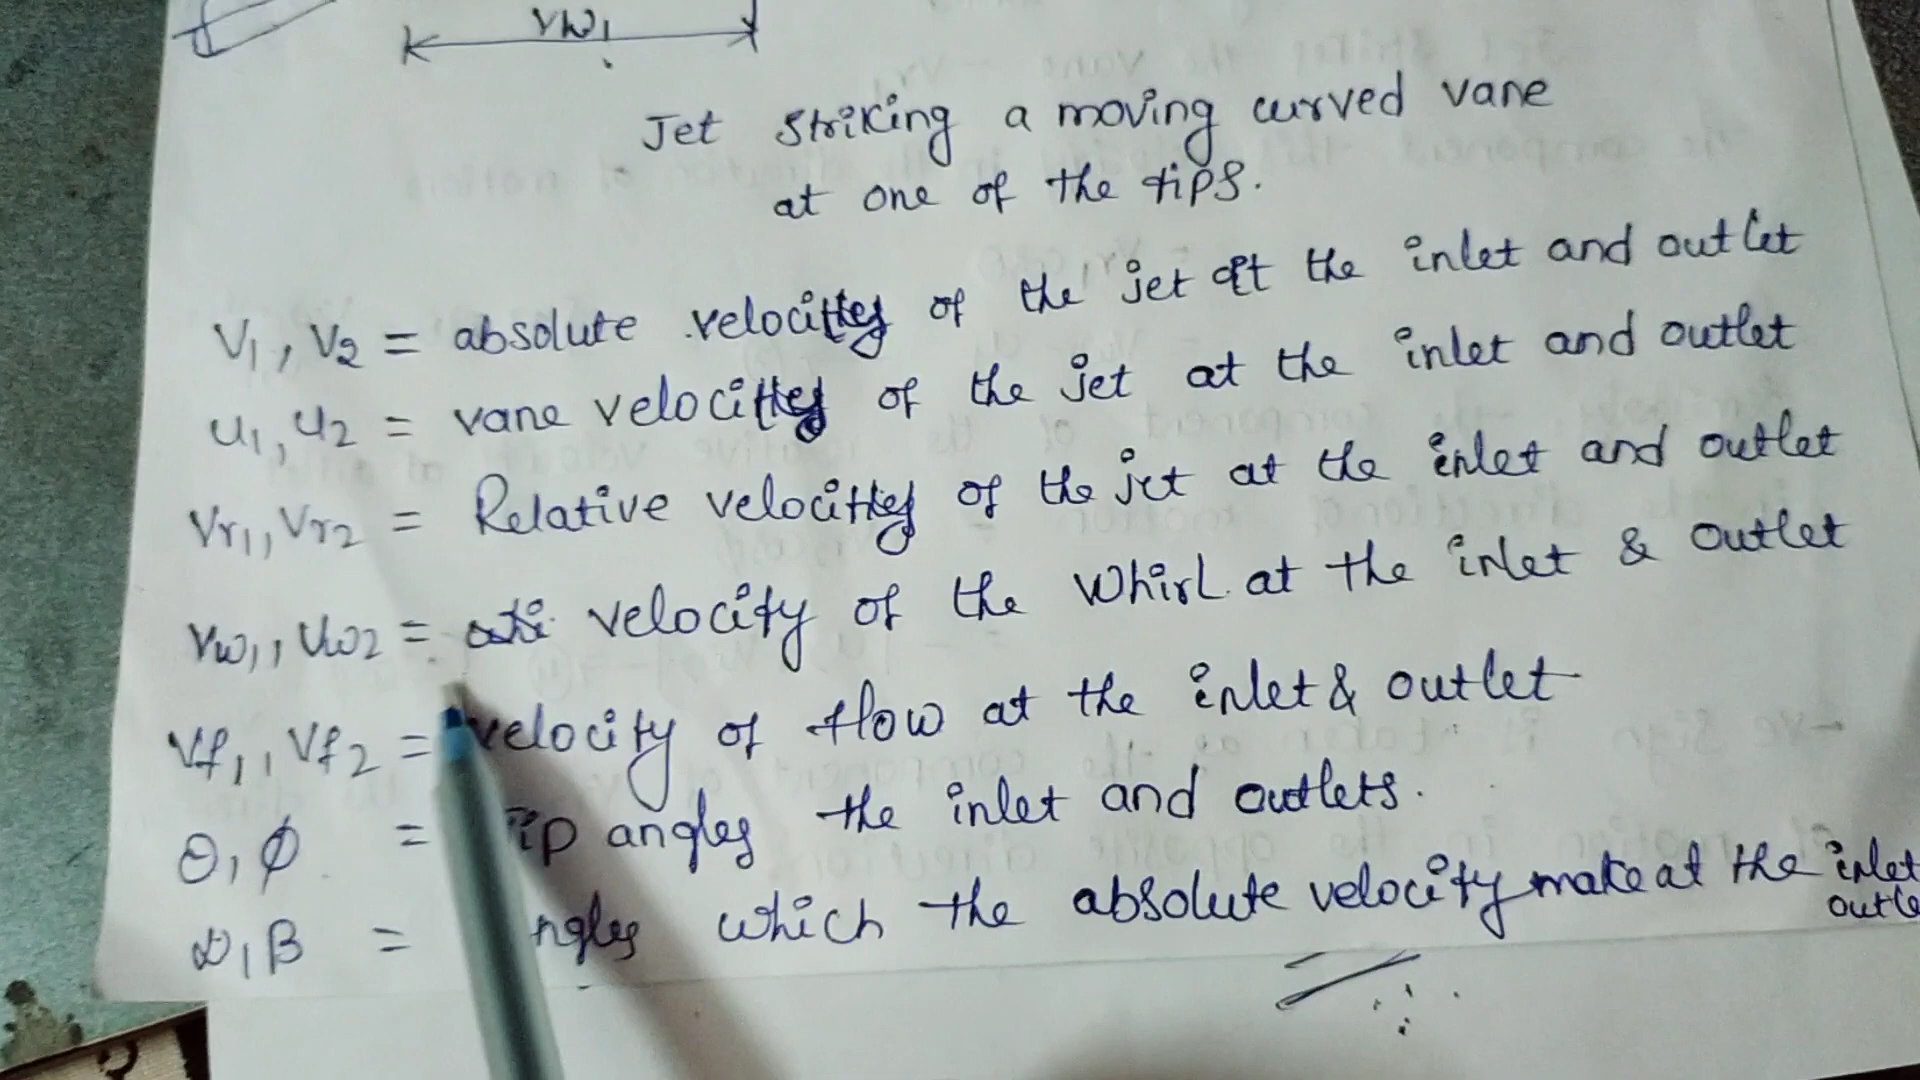 Vw1
Jet striking a moving curved vane
at one of the tips.
V1, V2 = absolute velocities of the jet at the inlet and outlet
u1, u2 = vane velocities of the jet at the inlet and outlet
Vr1, Vr2 = Relative velocities of the jet at the inlet and outlet
Vw1, Vw2 = velocity of the whirl at the inlet & outlet
Vf1, Vf2 = velocity of flow at the inlet & outlet
θ, φ = Tip angles the inlet and outlets.
α, β = ngles which the absolute velocity make at the inlet
outle